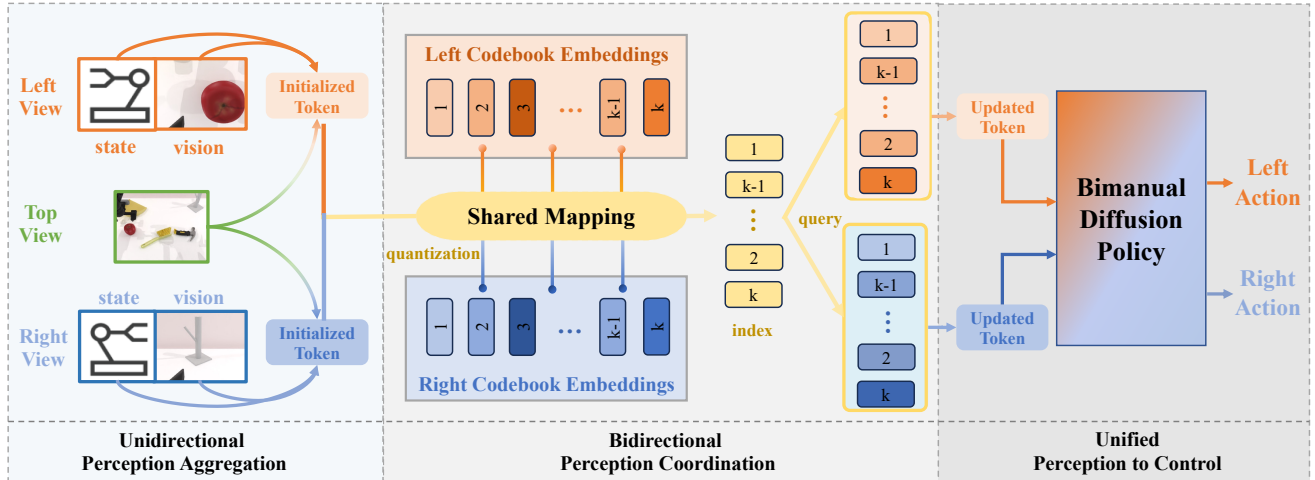 Left
View
state
vision
Initialized
Token
Top
View
state
vision
Right
View
Initialized
Token
Unidirectional
Perception Aggregation
Left Codebook Embeddings
1
2
3
...
k-1
k
Shared Mapping
quantization
1
2
3
...
k-1
k
Right Codebook Embeddings
1
k-1
2
k
index
query
1
k-1
2
k
1
k-1
2
k
Bidirectional
Perception Coordination
Updated
Token
Updated
Token
Bimanual
Diffusion
Policy
Left
Action
Right
Action
Unified
Perception to Control